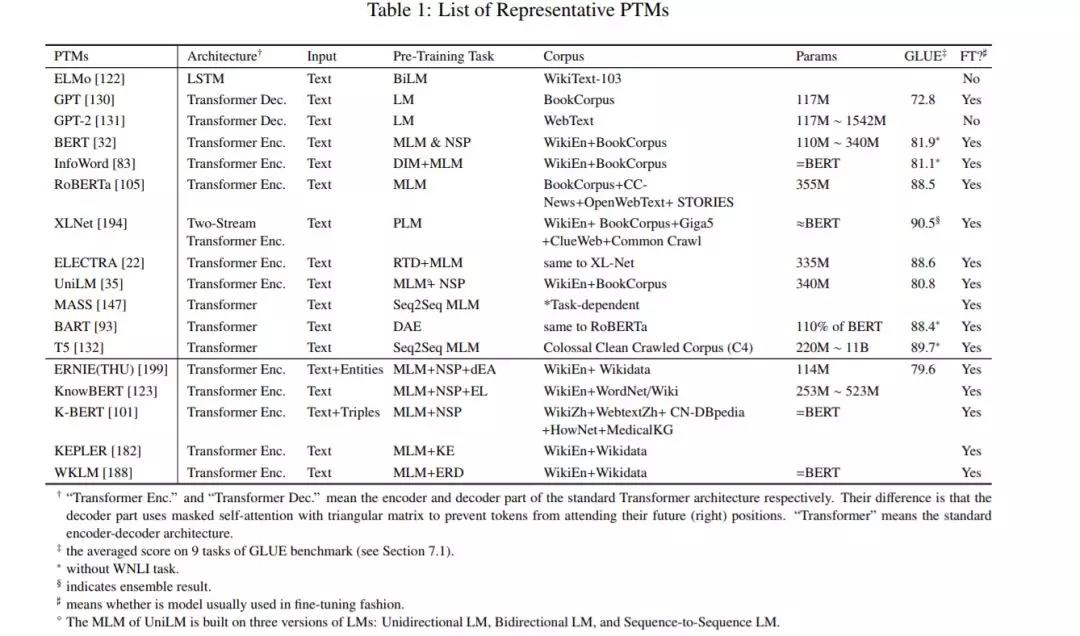 Table 1: List of Representative PTMs
PTMs Architecture† Input Pre-Training Task Corpus Params GLUE‡ FT?♯
ELMo [122] LSTM Text BiLM WikiText-103 No
GPT [130] Transformer Dec. Text LM BookCorpus 117M 72.8 Yes
GPT-2 [131] Transformer Dec. Text LM WebText 117M ~ 1542M No
BERT [32] Transformer Enc. Text MLM & NSP WikiEn+BookCorpus 110M ~ 340M 81.9* Yes
InfoWord [83] Transformer Enc. Text DIM+MLM WikiEn+BookCorpus =BERT 81.1* Yes
RoBERTa [105] Transformer Enc. Text MLM BookCorpus+CC- 355M 88.5 Yes
News+OpenWebText+ STORIES
XLNet [194] Two-Stream Text PLM WikiEn+ BookCorpus+Giga5 ≈BERT 90.5§ Yes
Transformer Enc. +ClueWeb+Common Crawl
ELECTRA [22] Transformer Enc. Text RTD+MLM same to XL-Net 335M 88.6 Yes
UniLM [35] Transformer Enc. Text MLM⋄+ NSP WikiEn+BookCorpus 340M 80.8 Yes
MASS [147] Transformer Text Seq2Seq MLM *Task-dependent Yes
BART [93] Transformer Text DAE same to RoBERTa 110% of BERT 88.4* Yes
T5 [132] Transformer Text Seq2Seq MLM Colossal Clean Crawled Corpus (C4) 220M ~ 11B 89.7* Yes
ERNIE(THU) [199] Transformer Enc. Text+Entities MLM+NSP+dEA WikiEn+ Wikidata 114M 79.6 Yes
KnowBERT [123] Transformer Enc. Text MLM+NSP+EL WikiEn+WordNet/Wiki 253M ~ 523M Yes
K-BERT [101] Transformer Enc. Text+Triples MLM+NSP WikiZh+WebtextZh+ CN-DBpedia =BERT Yes
+HowNet+MedicalKG
KEPLER [182] Transformer Enc. Text MLM+KE WikiEn+Wikidata Yes
WKLM [188] Transformer Enc. Text MLM+ERD WikiEn+Wikidata =BERT Yes
† “Transformer Enc.” and “Transformer Dec.” mean the encoder and decoder part of the standard Transformer architecture respectively. Their difference is that the
decoder part uses masked self-attention with triangular matrix to prevent tokens from attending their future (right) positions. “Transformer” means the standard
encoder-decoder architecture.
‡ the averaged score on 9 tasks of GLUE benchmark (see Section 7.1).
* without WNLI task.
§ indicates ensemble result.
♯ means whether is model usually used in fine-tuning fashion.
⋄ The MLM of UniLM is built on three versions of LMs: Unidirectional LM, Bidirectional LM, and Sequence-to-Sequence LM.